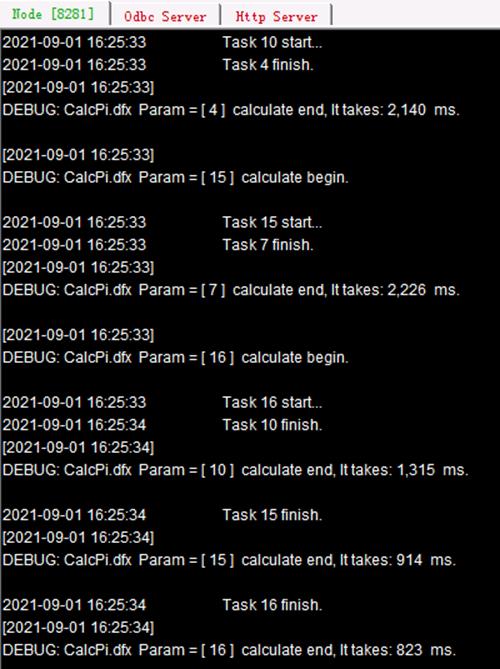 Node [8281] Odbc Server Http Server
2021-09-01 16:25:33 Task 10 start...
2021-09-01 16:25:33 Task 4 finish.
[2021-09-01 16:25:33]
DEBUG: CalcPi.dfx Param = [ 4 ] calculate end, It takes: 2,140 ms.
[2021-09-01 16:25:33]
DEBUG: CalcPi.dfx Param = [ 15 ] calculate begin.
2021-09-01 16:25:33 Task 15 start...
2021-09-01 16:25:33 Task 7 finish.
[2021-09-01 16:25:33]
DEBUG: CalcPi.dfx Param = [ 7 ] calculate end, It takes: 2,226 ms.
[2021-09-01 16:25:33]
DEBUG: CalcPi.dfx Param = [ 16 ] calculate begin.
2021-09-01 16:25:33 Task 16 start...
2021-09-01 16:25:34 Task 10 finish.
[2021-09-01 16:25:34]
DEBUG: CalcPi.dfx Param = [ 10 ] calculate end, It takes: 1,315 ms.
2021-09-01 16:25:34 Task 15 finish.
[2021-09-01 16:25:34]
DEBUG: CalcPi.dfx Param = [ 15 ] calculate end, It takes: 914 ms.
2021-09-01 16:25:34 Task 16 finish.
[2021-09-01 16:25:34]
DEBUG: CalcPi.dfx Param = [ 16 ] calculate end, It takes: 823 ms.